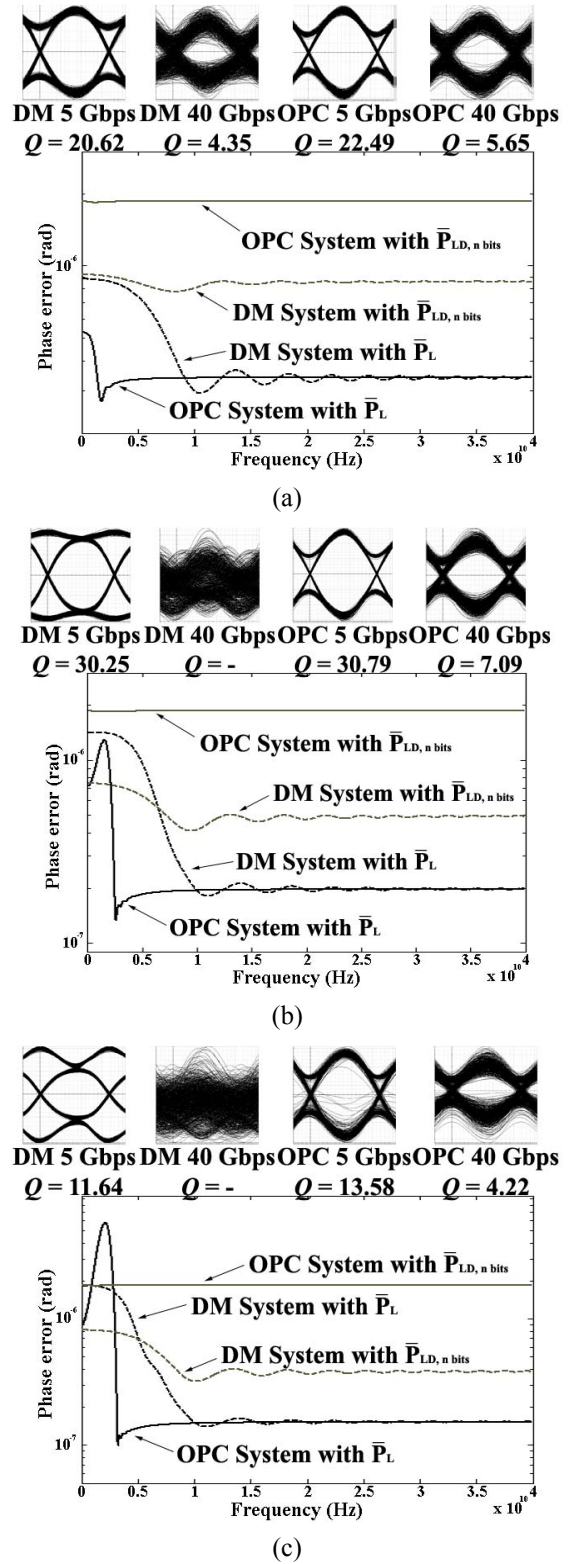 DM 5 Gbps DM 40 Gbps OPC 5 Gbps OPC 40 Gbps
Q = 20.62 Q = 4.35 Q = 22.49 Q = 5.65
Phase error (rad)
10⁻⁶
OPC System with P̄LD, n bits
DM System with P̄LD, n bits
DM System with P̄L
OPC System with P̄L
0 0.5 1 1.5 2 2.5 3 3.5 4
Frequency (Hz) x 10¹⁰
(a)
DM 5 Gbps DM 40 Gbps OPC 5 Gbps OPC 40 Gbps
Q = 30.25 Q = - Q = 30.79 Q = 7.09
Phase error (rad)
10⁻⁶
10⁻⁷
OPC System with P̄LD, n bits
DM System with P̄LD, n bits
DM System with P̄L
OPC System with P̄L
0 0.5 1 1.5 2 2.5 3 3.5 4
Frequency (Hz) x 10¹⁰
(b)
DM 5 Gbps DM 40 Gbps OPC 5 Gbps OPC 40 Gbps
Q = 11.64 Q = - Q = 13.58 Q = 4.22
Phase error (rad)
10⁻⁶
10⁻⁷
OPC System with P̄LD, n bits
DM System with P̄L
DM System with P̄LD, n bits
OPC System with P̄L
0 0.5 1 1.5 2 2.5 3 3.5 4
Frequency (Hz) x 10¹⁰
(c)